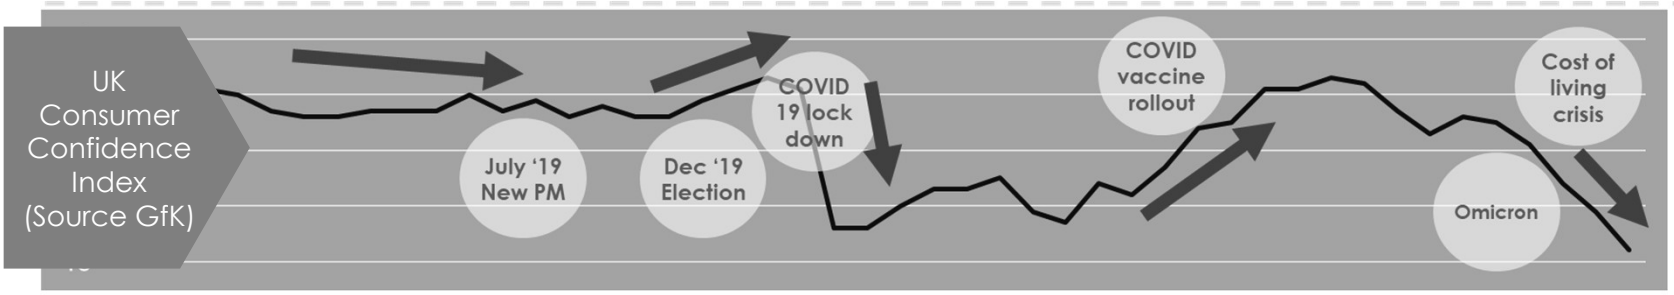 UK
Consumer
Confidence
Index
(Source GfK)
July ‘19
New PM
Dec ‘19
Election
COVID
19 lock
down
COVID
vaccine
rollout
Omicron
Cost of
living
crisis